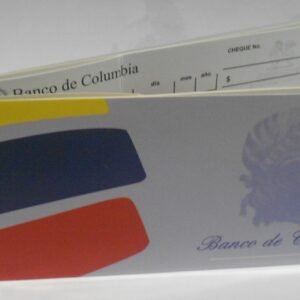 CHEQUE No.
Banco de Columbia
día mes año
$
Banco de C